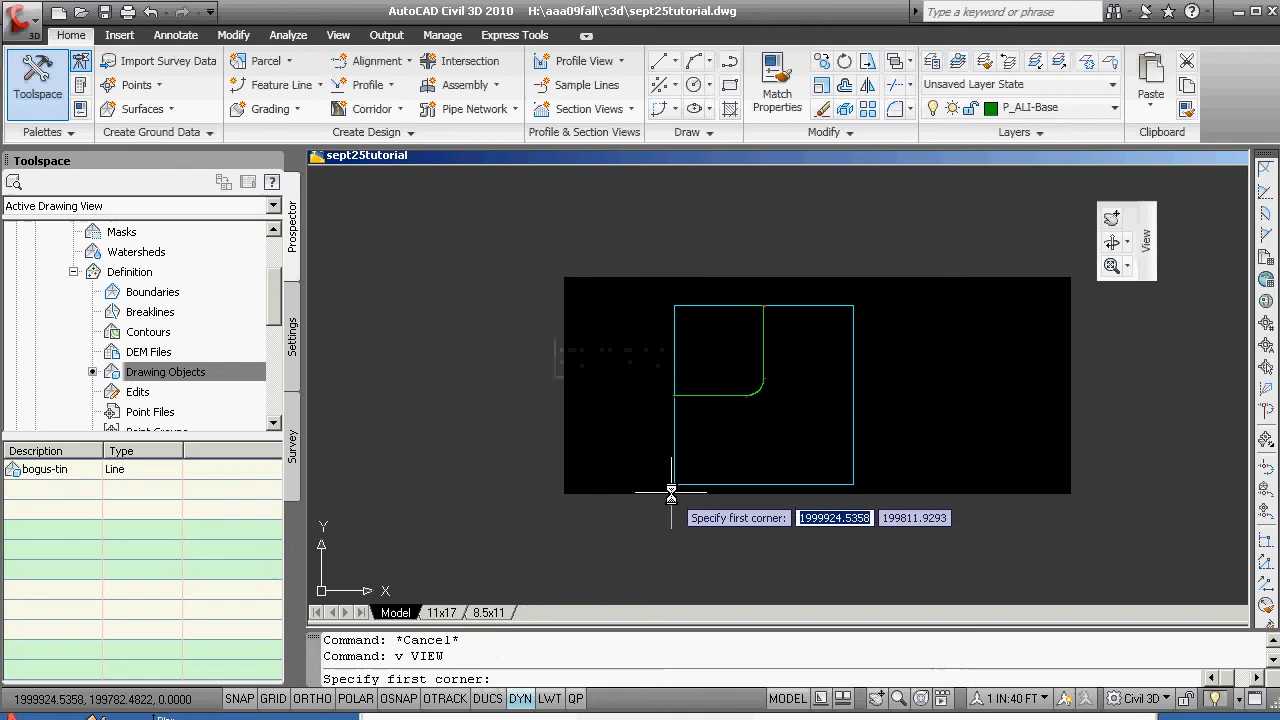 AutoCAD Civil 3D 2010 - H:\aaa09fall\c3d\sept25tutorial.dwg
Type a keyword or phrase
3D
Home Insert Annotate Modify Analyze View Output Manage Express Tools
Toolspace
Import Survey Data
Points
Surfaces
Parcel
Feature Line
Grading
Alignment
Profile
Corridor
Intersection
Assembly
Pipe Network
Profile View
Sample Lines
Section Views
Match Properties
Unsaved Layer State
P_ALI-Base
Paste
Palettes Create Ground Data Create Design Profile & Section Views Draw Modify Layers Clipboard
Toolspace
sept25tutorial
Active Drawing View
Masks
Watersheds
Definition
Boundaries
Breaklines
Contours
DEM Files
Drawing Objects
Edits
Point Files
Prospector
Settings
Survey
Description Type
bogus-tin Line
View
Specify first corner: 1999924.5358 199811.9293
Y
X
Model 11x17 8.5x11
Command: *Cancel*
Command: v VIEW
Specify first corner:
1999924.5358, 199782.4822, 0.0000 SNAP GRID ORTHO POLAR OSNAP OTRACK DUCS DYN LWT QP MODEL 1 IN:40 FT Civil 3D